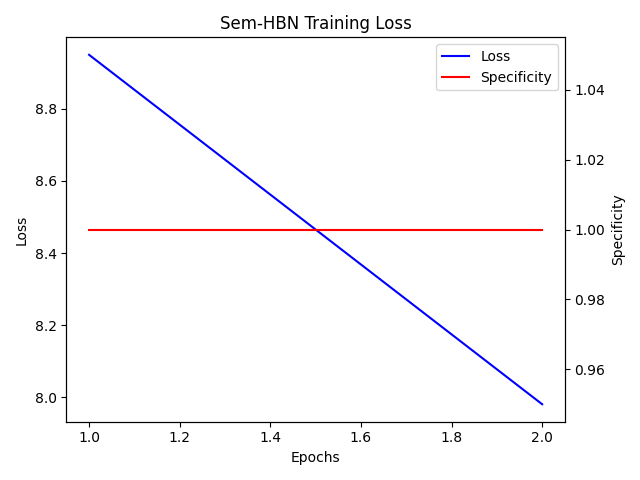 Sem-HBN Training Loss
Loss
Specificity
8.8
8.6
8.4
8.2
8.0
Loss
1.04
1.02
1.00
0.98
0.96
Specificity
1.0 1.2 1.4 1.6 1.8 2.0
Epochs